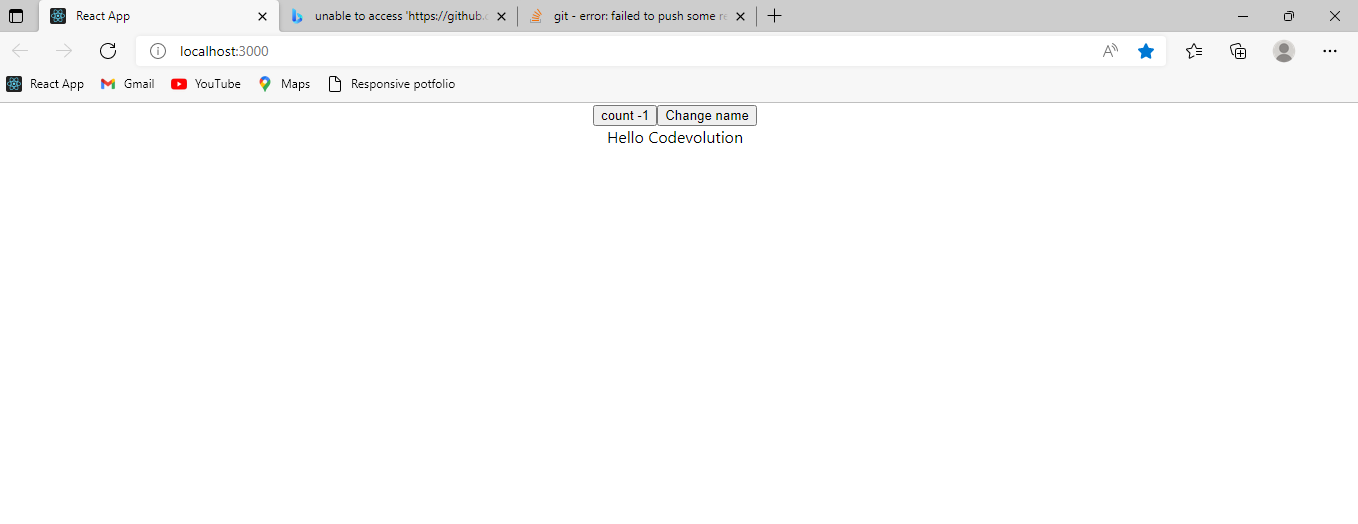 React App
unable to access 'https://github.
git - error: failed to push some
localhost:3000
React App
Gmail
YouTube
Maps
Responsive potfolio
count -1
Change name
Hello Codevolution